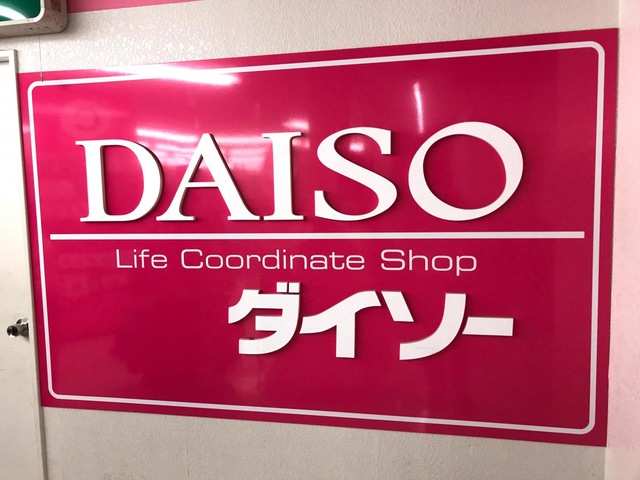 DAISO
Life Coordinate Shop
ダイソー